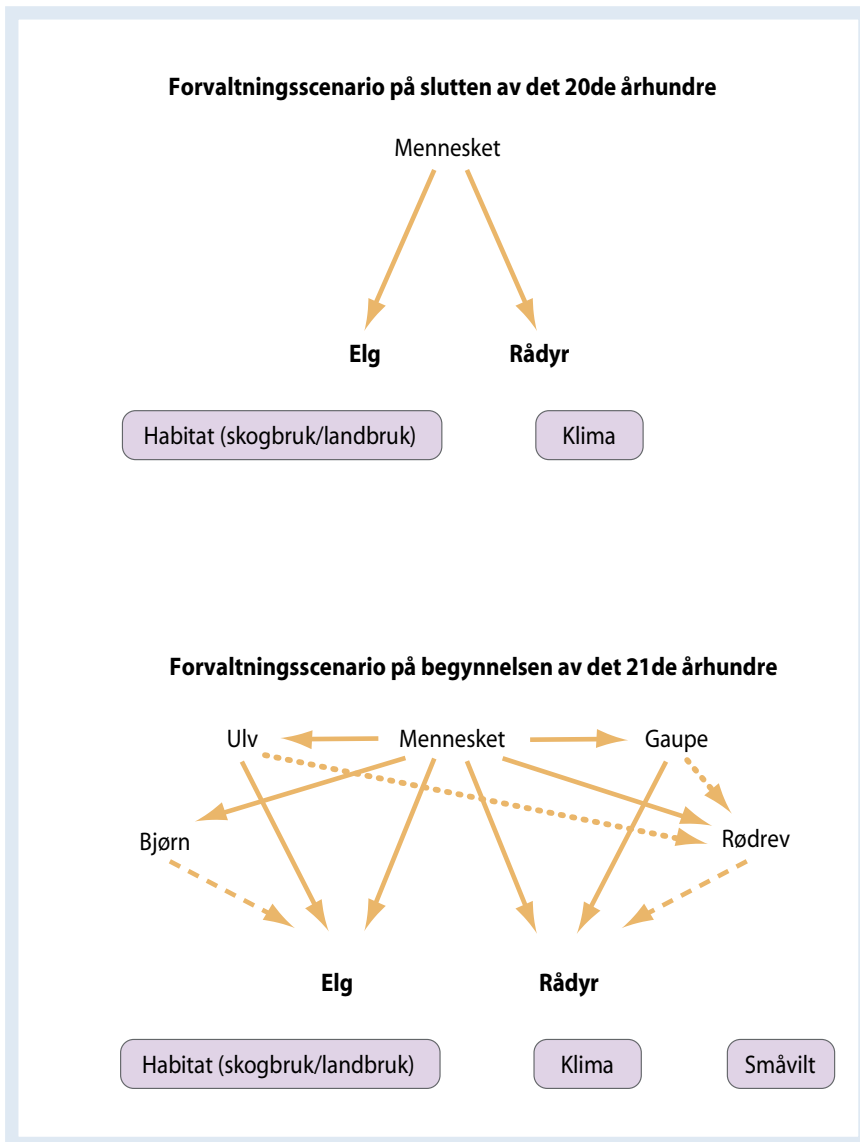 Forvaltningsscenario på slutten av det 20de århundre
Mennesket
Elg Rådyr
Habitat (skogbruk/landbruk) Klima
Forvaltningsscenario på begynnelsen av det 21de århundre
Ulv Mennesket Gaupe
Bjørn Rødrev
Elg Rådyr
Habitat (skogbruk/landbruk) Klima Småvilt